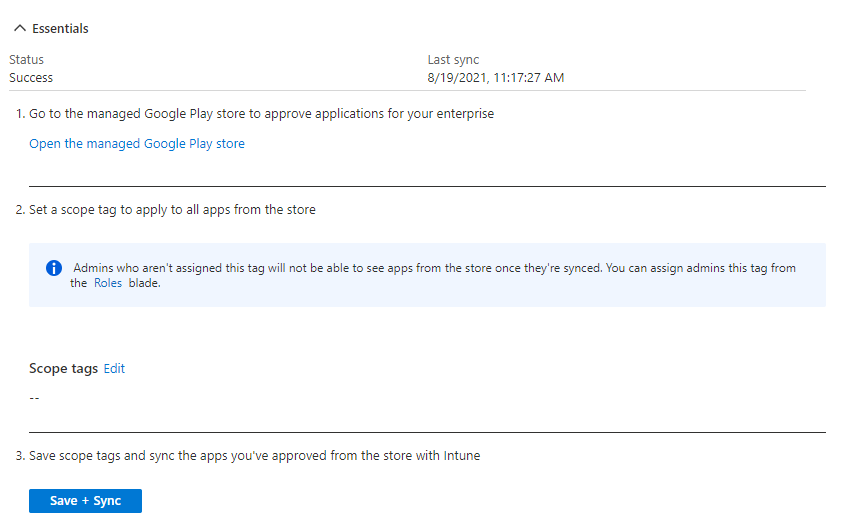 Essentials
Status
Success
Last sync
8/19/2021, 11:17:27 AM
1. Go to the managed Google Play store to approve applications for your enterprise
Open the managed Google Play store
2. Set a scope tag to apply to all apps from the store
Admins who aren't assigned this tag will not be able to see apps from the store once they're synced. You can assign admins this tag from
the Roles blade.
Scope tags Edit
--
3. Save scope tags and sync the apps you've approved from the store with Intune
Save + Sync